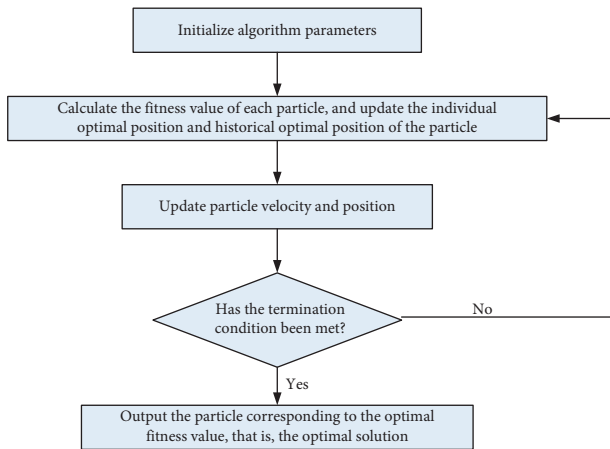 Initialize algorithm parameters
Calculate the fitness value of each particle, and update the individual
optimal position and historical optimal position of the particle
Update particle velocity and position
Has the termination
condition been met?
No
Yes
Output the particle corresponding to the optimal
fitness value, that is, the optimal solution